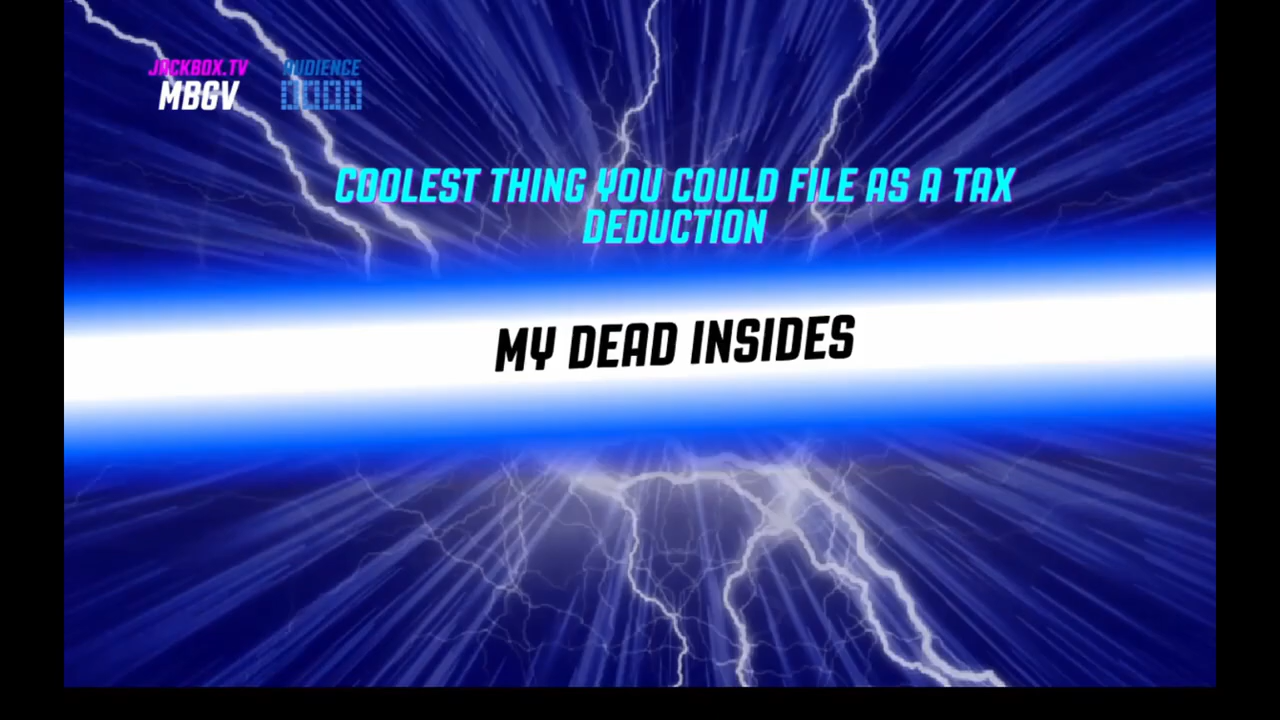 JACKBOX.TV
AUDIENCE
MBGV
COOLEST THING YOU COULD FILE AS A TAX
DEDUCTION
MY DEAD INSIDES